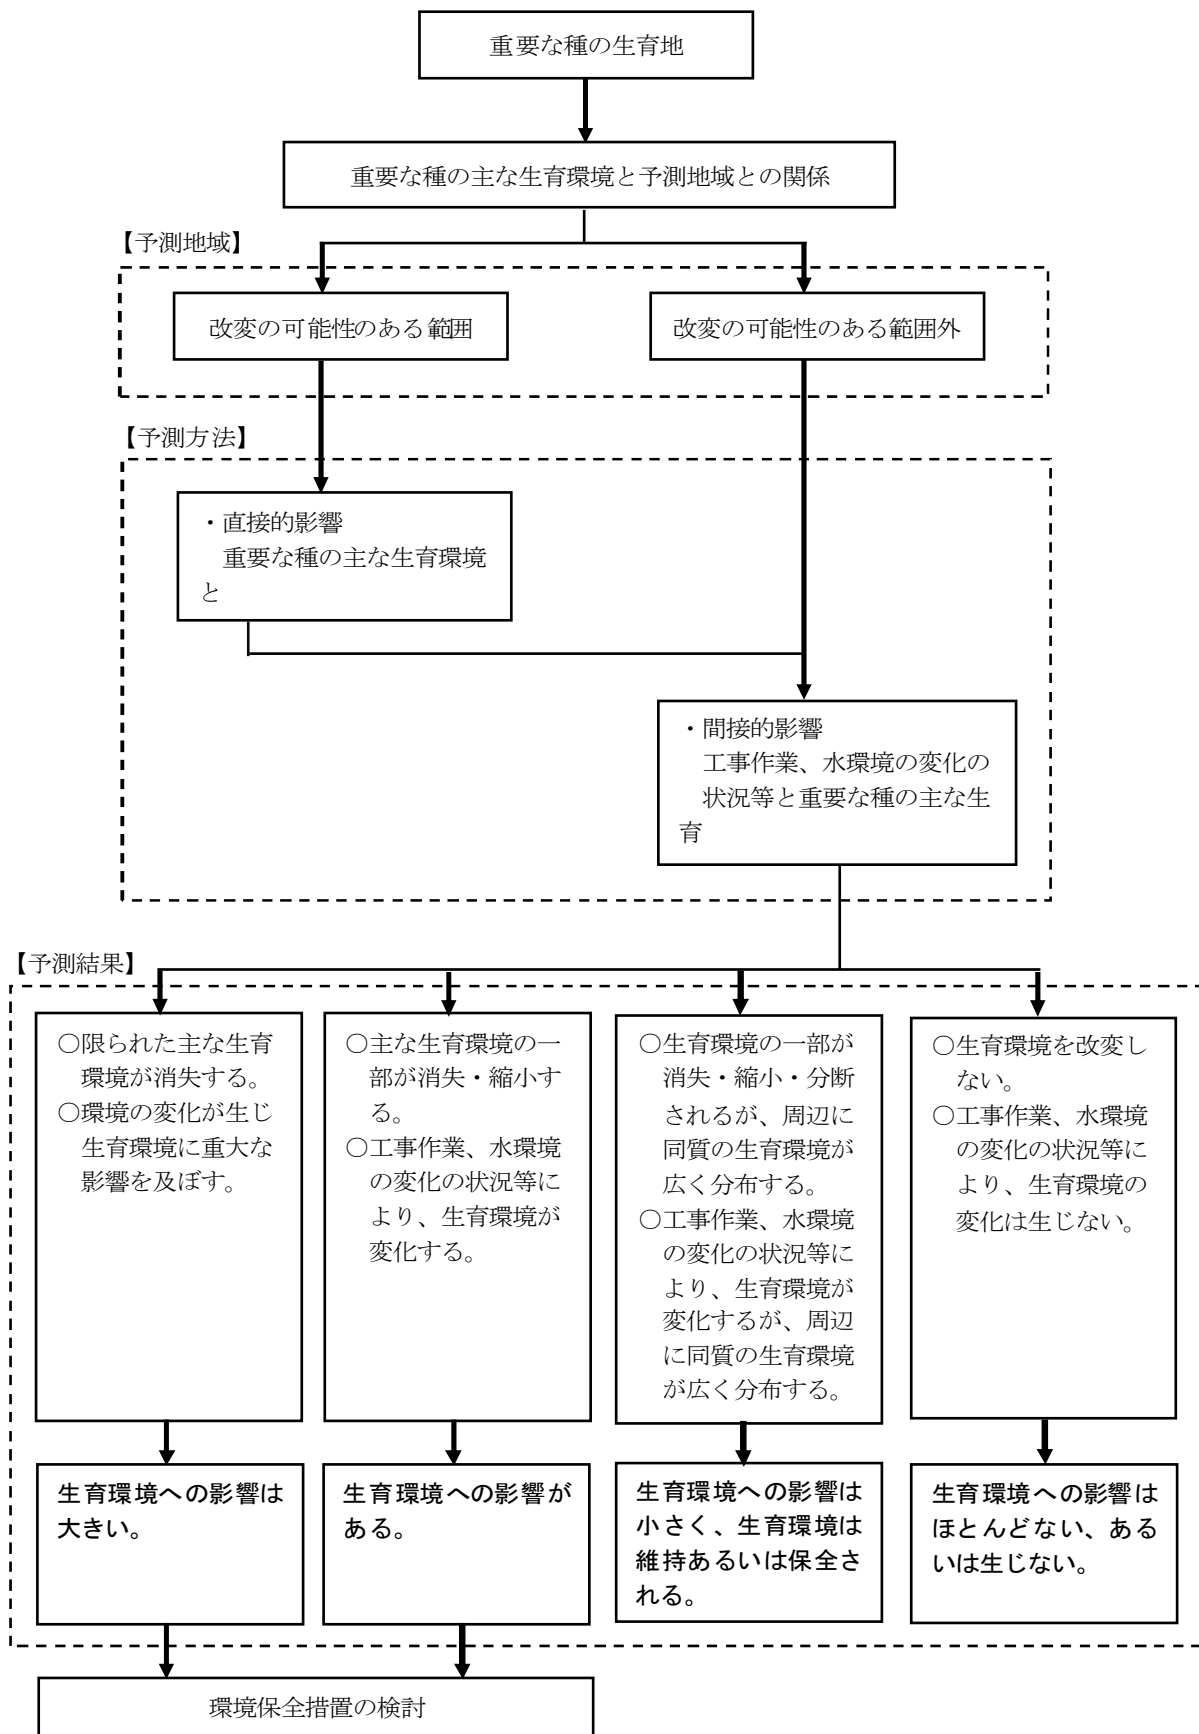 重要な種の生育地
重要な種の主な生育環境と予測地域との関係
【予測地域】
改変の可能性のある範囲
改変の可能性のある範囲外
【予測方法】
・直接的影響
重要な種の主な生育環境
と
・間接的影響
工事作業、水環境の変化の
状況等と重要な種の主な生
育
【予測結果】
○限られた主な生育
環境が消失する。
○環境の変化が生じ
生育環境に重大な
影響を及ぼす。
○主な生育環境の一
部が消失・縮小す
る。
○工事作業、水環境
の変化の状況等に
より、生育環境が
変化する。
○生育環境の一部が
消失・縮小・分断
されるが、周辺に
同質の生育環境が
広く分布する。
○工事作業、水環境
の変化の状況等に
より、生育環境が
変化するが、周辺
に同質の生育環境
が広く分布する。
○生育環境を改変し
ない。
○工事作業、水環境
の変化の状況等に
より、生育環境の
変化は生じない。
生育環境への影響は
大きい。
生育環境への影響が
ある。
生育環境への影響は
小さく、生育環境は
維持あるいは保全さ
れる。
生育環境への影響は
ほとんどない、ある
いは生じない。
環境保全措置の検討